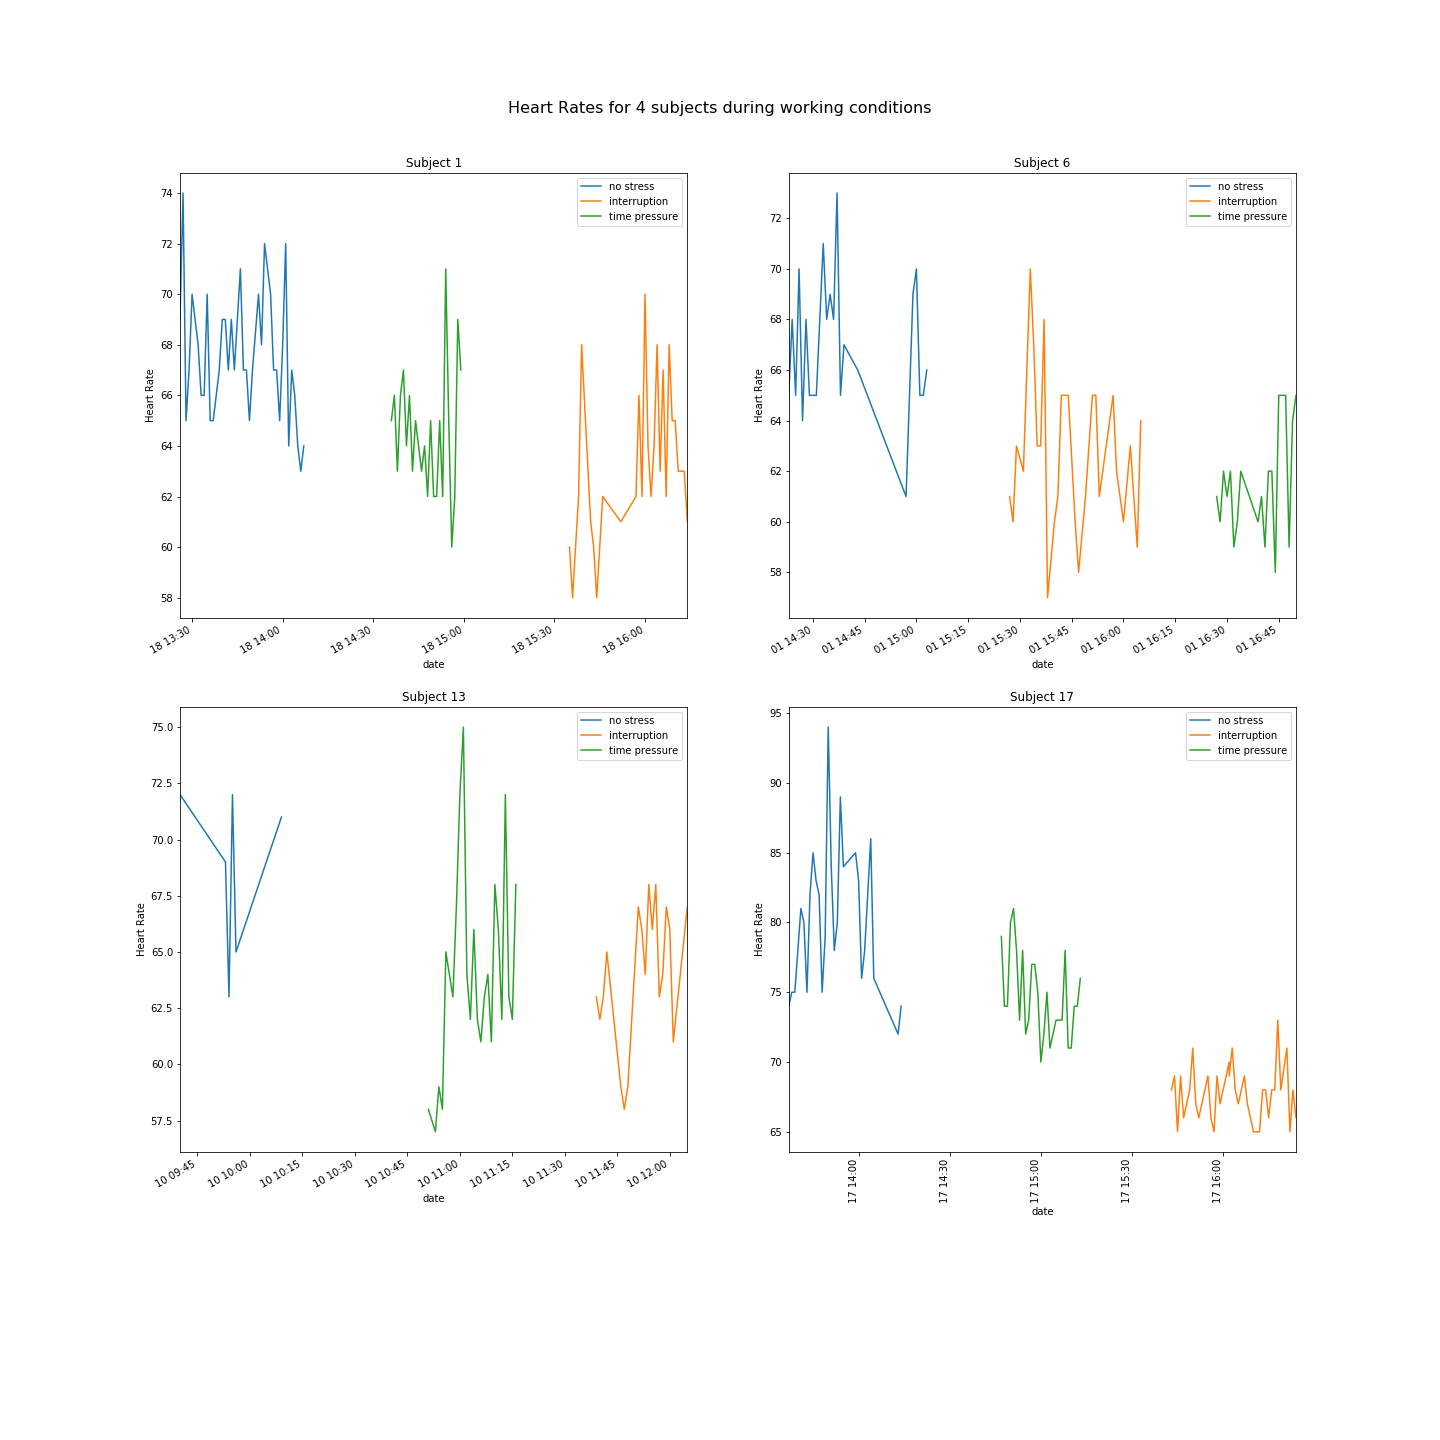 Heart Rates for 4 subjects during working conditions
Subject 1
no stress
interruption
time pressure
Heart Rate
74
72
70
68
66
64
62
60
58
18 13:30
18 14:00
18 14:30
18 15:00
18 15:30
18 16:00
date
Subject 6
no stress
interruption
time pressure
Heart Rate
72
70
68
66
64
62
60
58
01 14:30
01 14:45
01 15:00
01 15:15
01 15:30
01 15:45
01 16:00
01 16:15
01 16:30
01 16:45
date
Subject 13
no stress
interruption
time pressure
Heart Rate
75.0
72.5
70.0
67.5
65.0
62.5
60.0
57.5
10 09:45
10 10:00
10 10:15
10 10:30
10 10:45
10 11:00
10 11:15
10 11:30
10 11:45
10 12:00
date
Subject 17
no stress
interruption
time pressure
Heart Rate
95
90
85
80
75
70
65
17 14:00
17 14:30
17 15:00
17 15:30
17 16:00
date